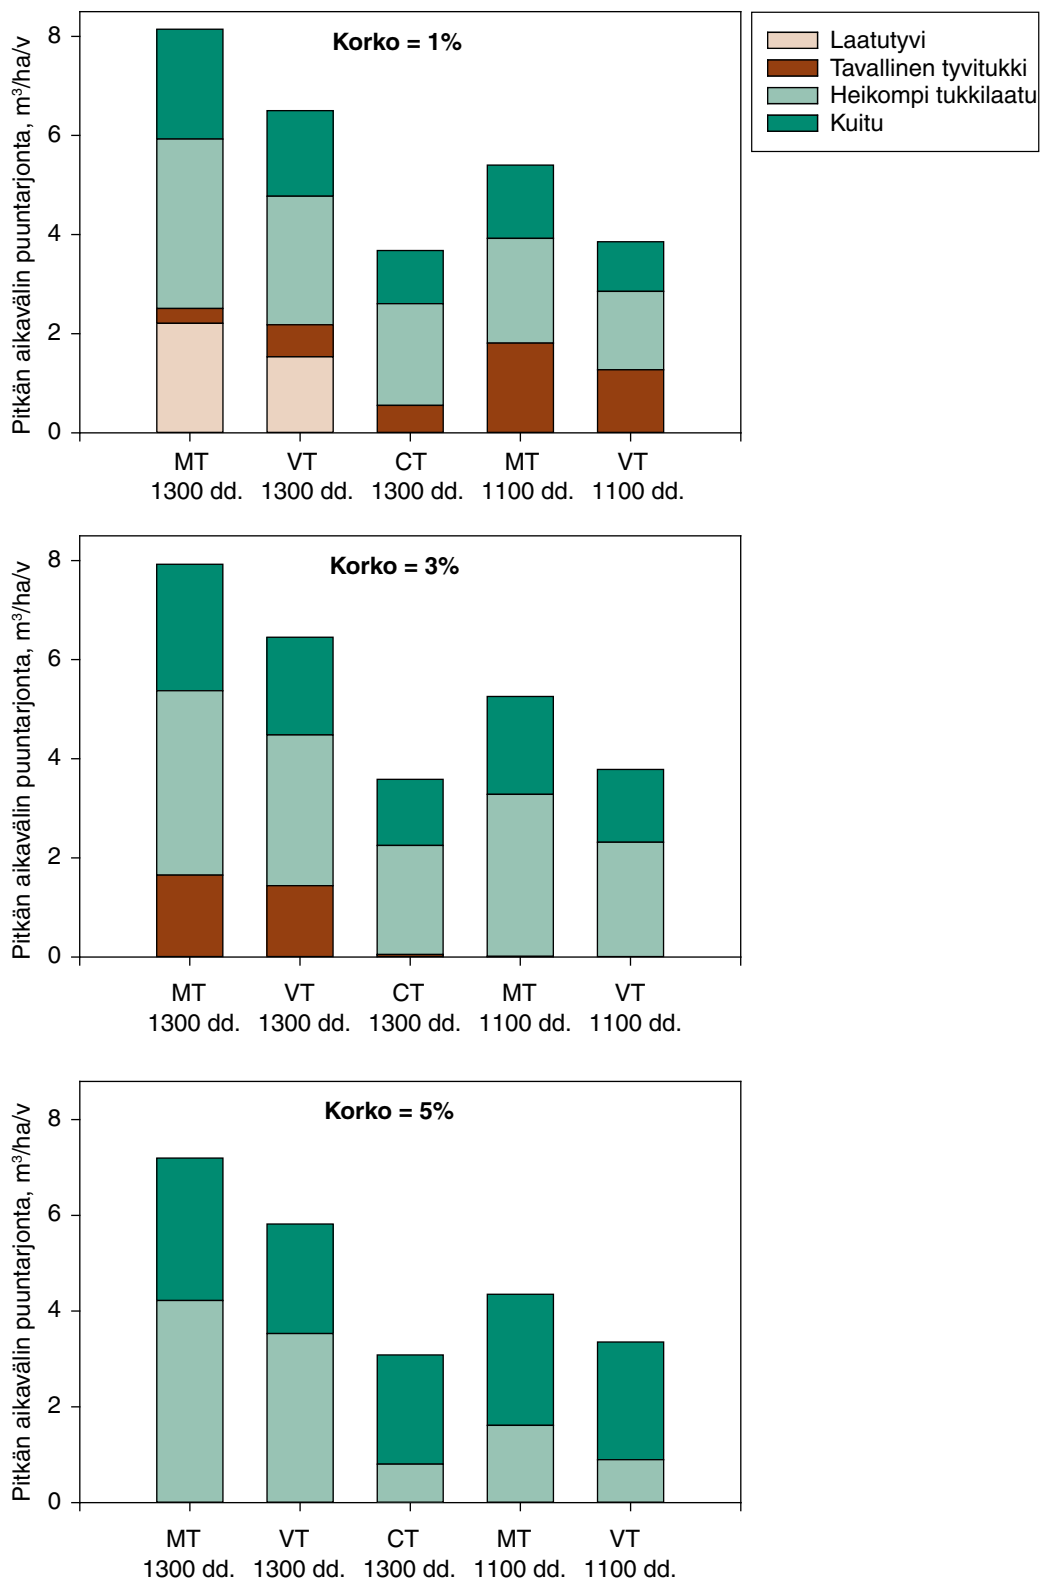 Korko = 1%
Laatutyvi
Tavallinen tyvitukki
Heikompi tukkilaatu
Kuitu
Pitkän aikavälin puuntarjonta, m³/ha/v
8
6
4
2
0
MT VT CT MT VT
1300 dd. 1300 dd. 1300 dd. 1100 dd. 1100 dd.
Korko = 3%
Pitkän aikavälin puuntarjonta, m³/ha/v
8
6
4
2
0
MT VT CT MT VT
1300 dd. 1300 dd. 1300 dd. 1100 dd. 1100 dd.
Korko = 5%
Pitkän aikavälin puuntarjonta, m³/ha/v
8
6
4
2
0
MT VT CT MT VT
1300 dd. 1300 dd. 1300 dd. 1100 dd. 1100 dd.